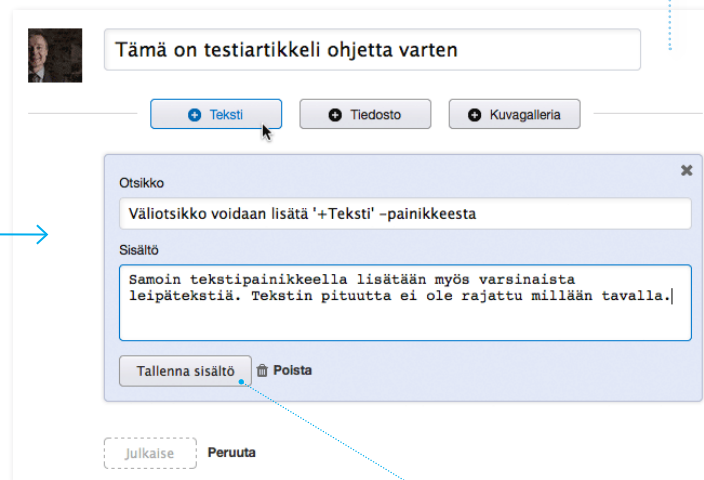 Tämä on testiartikkeli ohjetta varten
Teksti
Tiedosto
Kuvagalleria
Otsikko
Väliotsikko voidaan lisätä '+Teksti' –painikkeesta
Sisältö
Samoin tekstipainikkeella lisätään myös varsinaista
leipätekstiä. Tekstin pituutta ei ole rajattu millään tavalla.
Tallenna sisältö
Poista
Julkaise
Peruuta